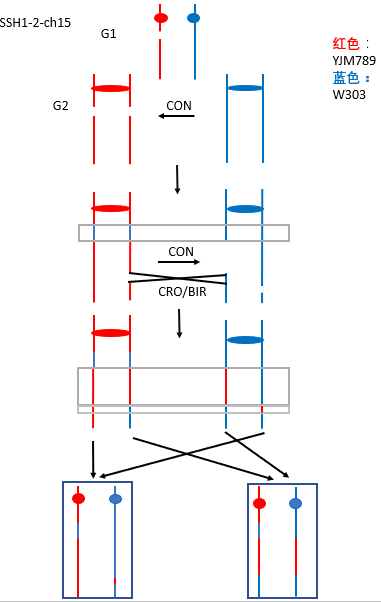 SSH1-2-ch15
G1
红色：
YJM789
蓝色：
W303
G2
CON
CON
CRO/BIR